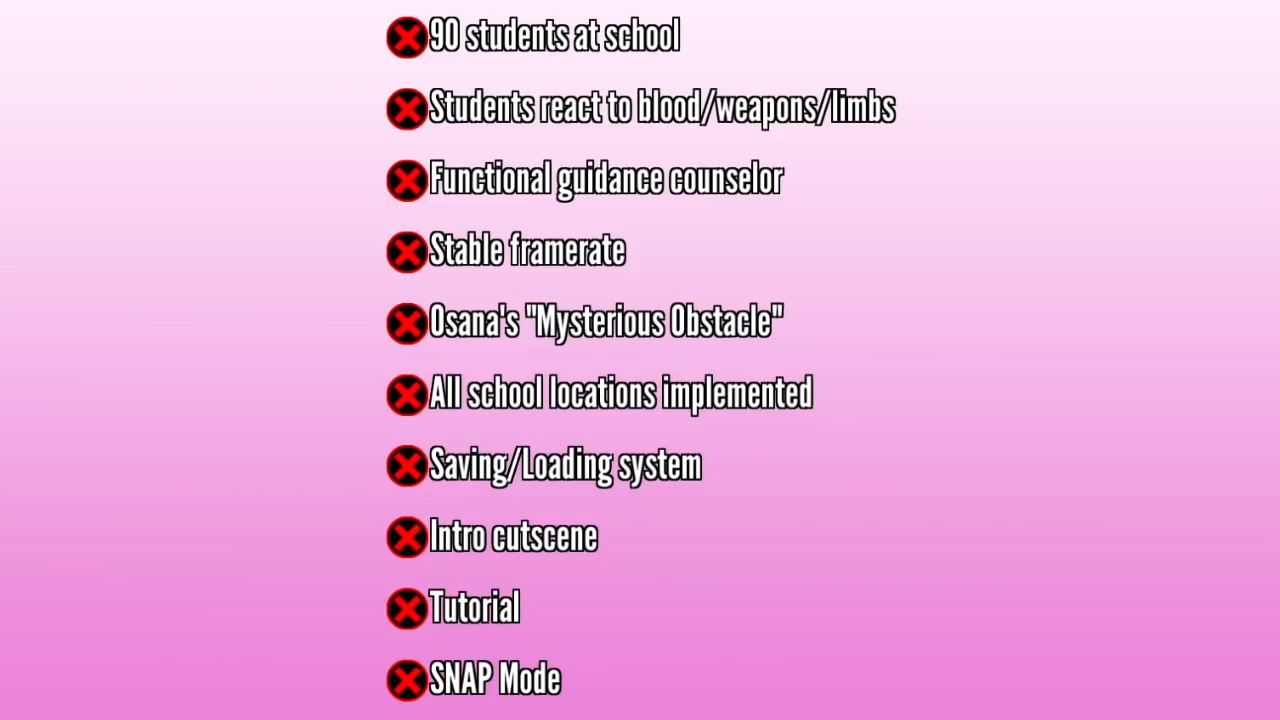 90 students at school
Students react to blood/weapons/limbs
Functional guidance counselor
Stable framerate
Osana's "Mysterious Obstacle"
All school locations implemented
Saving/Loading system
Intro cutscene
Tutorial
SNAP Mode